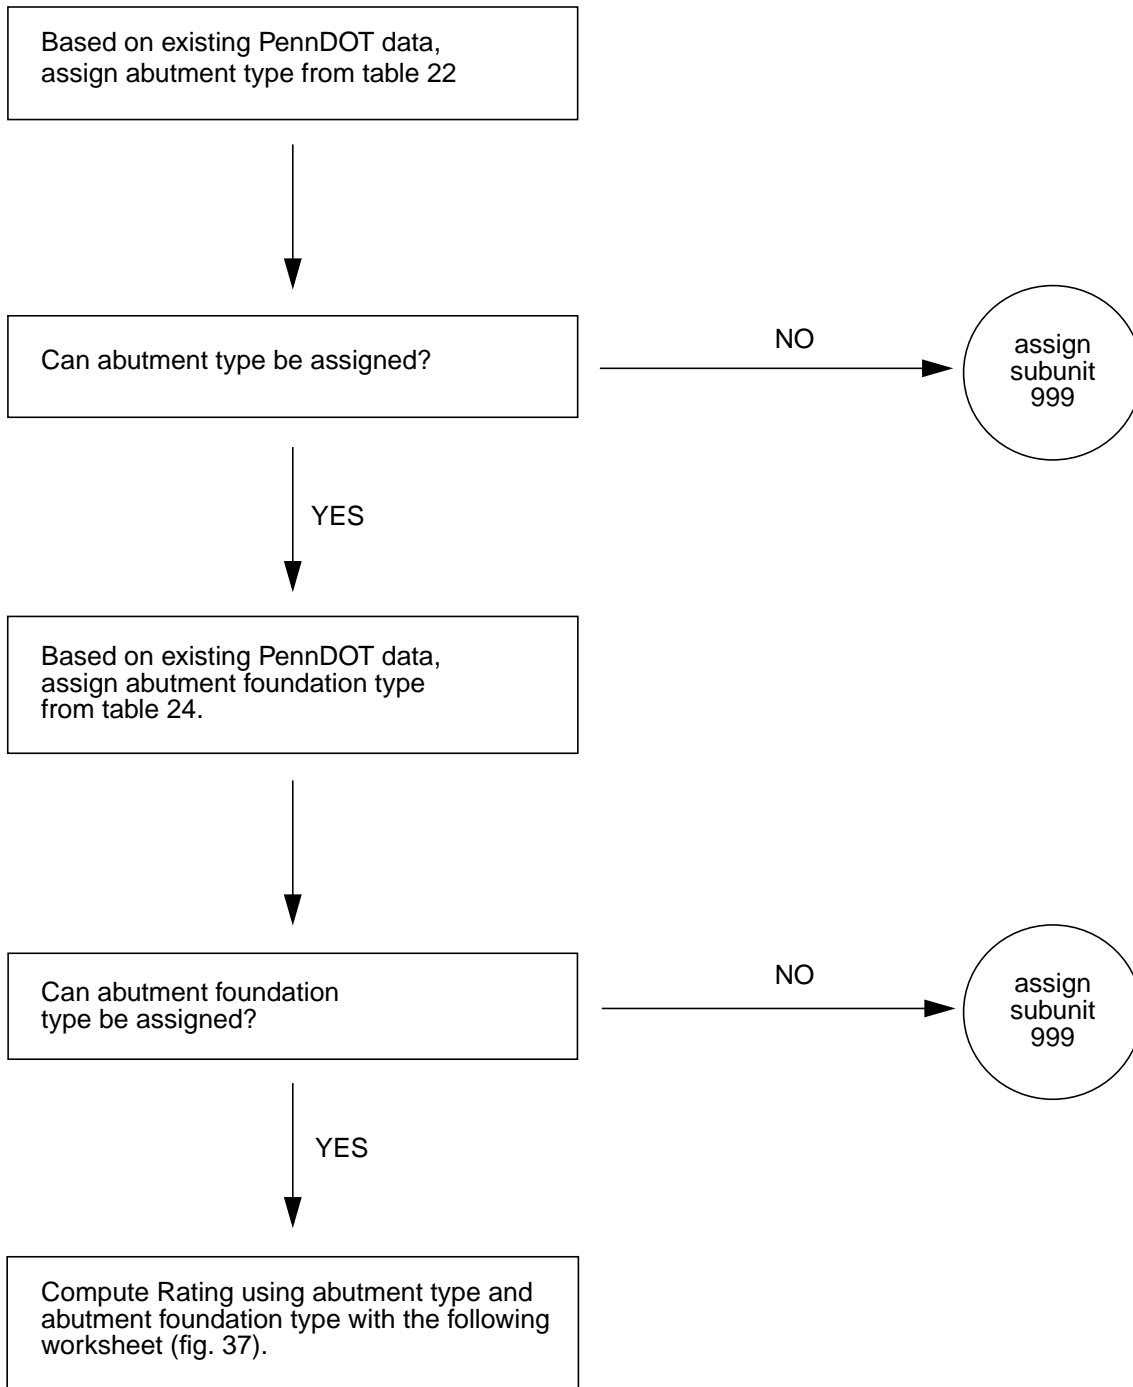 Based on existing PennDOT data,
assign abutment type from table 22
Can abutment type be assigned?
NO
assign
subunit
999
YES
Based on existing PennDOT data,
assign abutment foundation type
from table 24.
Can abutment foundation
type be assigned?
NO
assign
subunit
999
YES
Compute Rating using abutment type and
abutment foundation type with the following
worksheet (fig. 37).